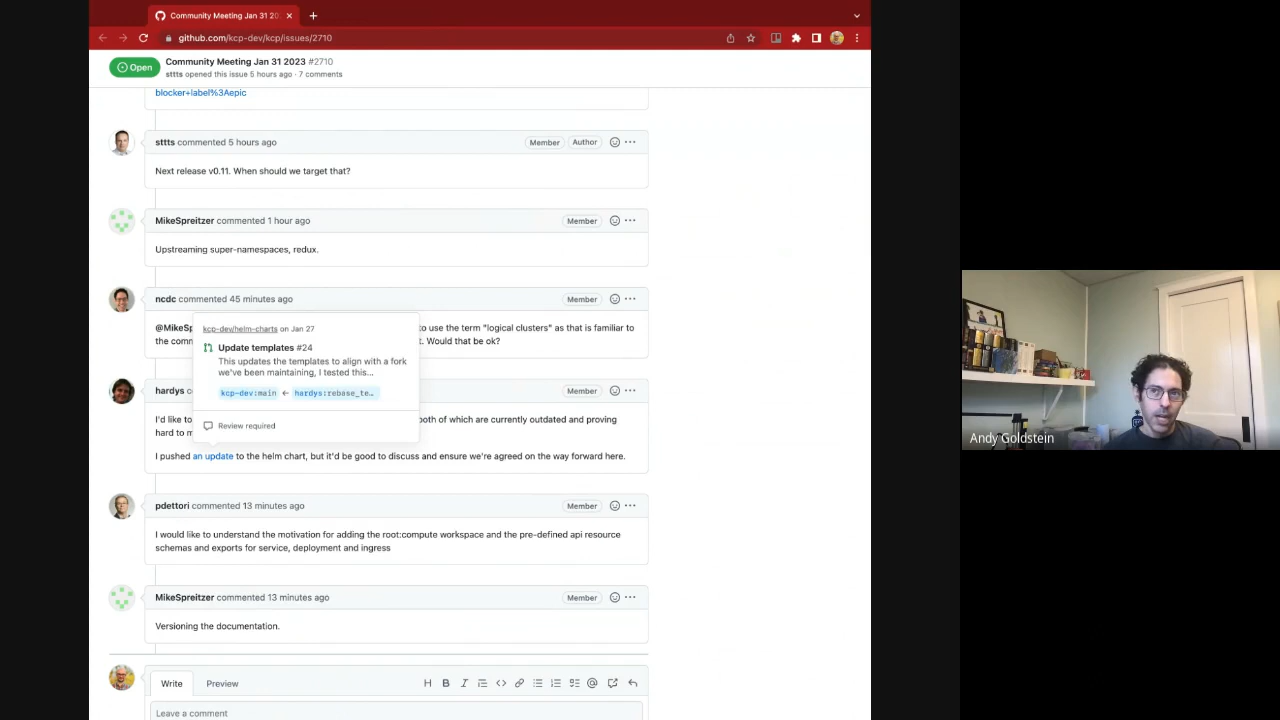 Community Meeting Jan 31 20
github.com/kcp-dev/kcp/issues/2710
Open
Community Meeting Jan 31 2023 #2710
sttts opened this issue 5 hours ago · 7 comments
blocker+label%3Aepic
sttts commented 5 hours ago
Member
Author
Next release v0.11. When should we target that?
MikeSpreitzer commented 1 hour ago
Member
Upstreaming super-namespaces, redux.
ncdc commented 45 minutes ago
Member
@MikeSp
to use the term "logical clusters" as that is familiar to
the comm
t. Would that be ok?
kcp-dev/helm-charts on Jan 27
Update templates #24
This updates the templates to align with a fork
we've been maintaining, I tested this...
kcp-dev:main ← hardys:rebase_te…
Review required
hardys c
Member
I'd like to
both of which are currently outdated and proving
hard to m
I pushed an update to the helm chart, but it'd be good to discuss and ensure we're agreed on the way forward here.
pdettori commented 13 minutes ago
Member
I would like to understand the motivation for adding the root:compute workspace and the pre-defined api resource
schemas and exports for service, deployment and ingress
MikeSpreitzer commented 13 minutes ago
Member
Versioning the documentation.
Write
Preview
Leave a comment
Andy Goldstein